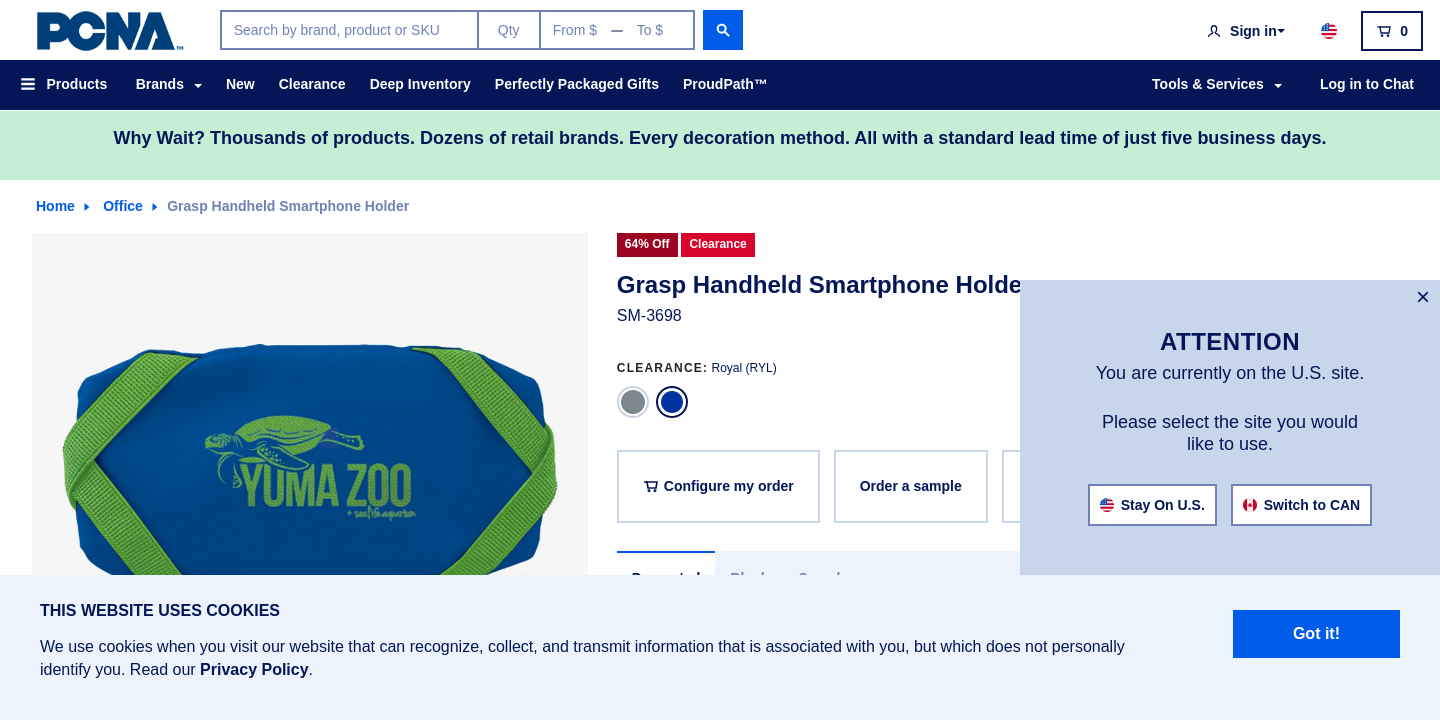 PCNA™
Search by brand, product or SKU
Qty
From $ — To $
Sign in
0
Products
Brands
New
Clearance
Deep Inventory
Perfectly Packaged Gifts
ProudPath™
Tools & Services
Log in to Chat
Why Wait? Thousands of products. Dozens of retail brands. Every decoration method. All with a standard lead time of just five business days.
Home
Office
Grasp Handheld Smartphone Holder
YUMA ZOO
+ sealife aquarium
64% Off
Clearance
Grasp Handheld Smartphone Holde
SM-3698
CLEARANCE: Royal (RYL)
Configure my order
Order a sample
×
ATTENTION
You are currently on the U.S. site.
Please select the site you would
like to use.
Stay On U.S.
Switch to CAN
THIS WEBSITE USES COOKIES
We use cookies when you visit our website that can recognize, collect, and transmit information that is associated with you, but which does not personally
identify you. Read our Privacy Policy.
Got it!